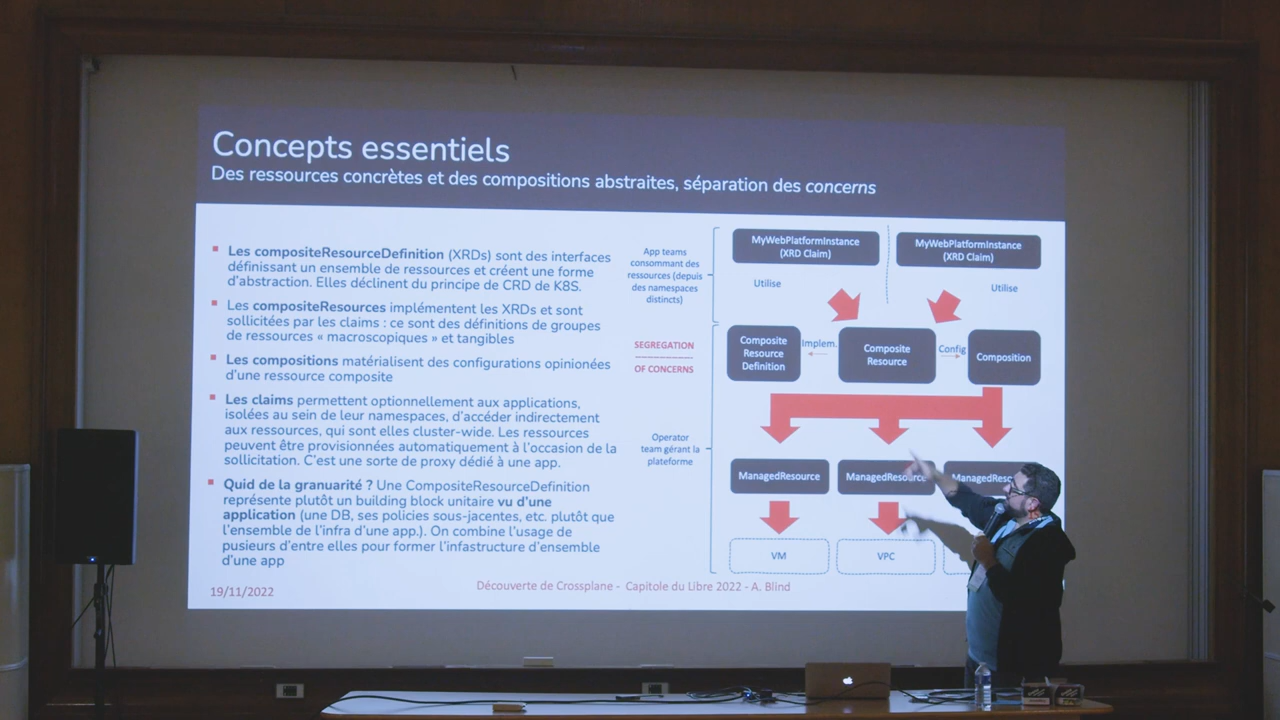 Concepts essentiels
Des ressources concrètes et des compositions abstraites, séparation des concerns
Les compositeResourceDefinition (XRDs) sont des interfaces
définissant un ensemble de ressources et créent une forme
d'abstraction. Elles déclinent du principe de CRD de K8S.
Les compositeResources implémentent les XRDs et sont
sollicitées par les claims : ce sont des définitions de groupes
de ressources « macroscopiques » et tangibles
Les compositions matérialisent des configurations opinionées
d'une ressource composite
Les claims permettent optionnellement aux applications,
isolées au sein de leur namespaces, d'accéder indirectement
aux ressources, qui sont elles cluster-wide. Les ressources
peuvent être provisionnées automatiquement à l'occasion de la
sollicitation. C'est une sorte de proxy dédié à une app.
Quid de la granuarité ? Une CompositeResourceDefinition
représente plutôt un building block unitaire vu d'une
application (une DB, ses policies sous-jacentes, etc. plutôt que
l'ensemble de l'infra d'une app.). On combine l'usage de
pusieurs d'entre elles pour former l'infastructure d'ensemble
d'une app
App teams
consommant des
ressources (depuis
des namespaces
distincts)
SEGREGATION
OF CONCERNS
Operator
team gérant la
plateforme
MyWebPlatformInstance
(XRD Claim)
MyWebPlatformInstance
(XRD Claim)
Utilise
Utilise
Composite
Resource
Definition
Implem.
Composite
Resource
Config
Composition
ManagedResource
ManagedResource
ManagedReso
VM
VPC
19/11/2022
Découverte de Crossplane - Capitole du Libre 2022 - A. Blind